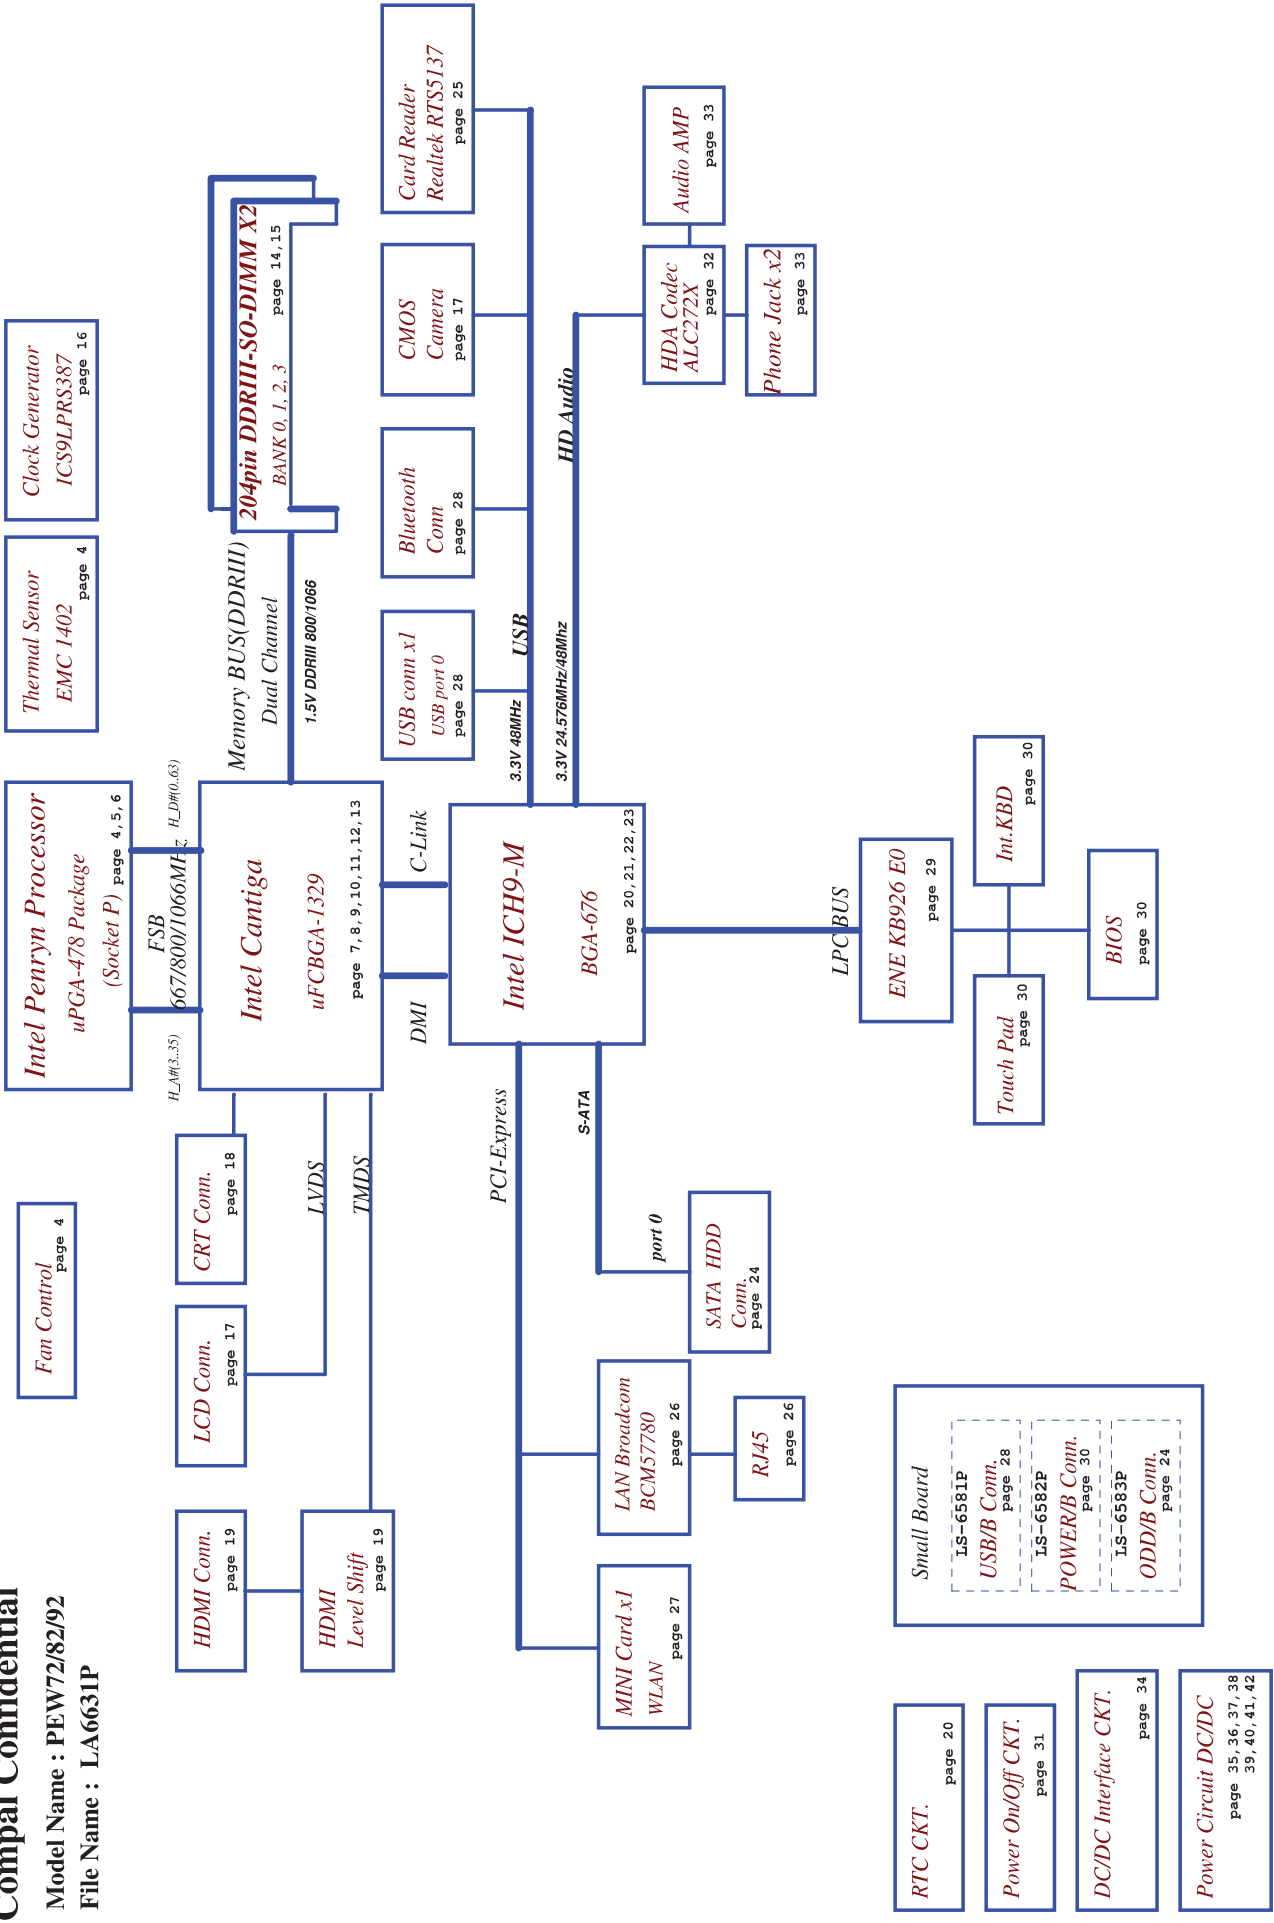 Compal Confidential
Model Name : PEW72/82/92
File Name : LA6631P
Fan Control
page 4
Intel Penryn Processor
uPGA-478 Package
(Socket P)
page 4,5,6
Thermal Sensor
EMC 1402
page 4
Clock Generator
ICS9LPRS387
page 16
H_A#(3..35)
FSB
667/800/1066MHz
H_D#(0..63)
HDMI Conn.
page 19
LCD Conn.
page 17
CRT Conn.
page 18
HDMI
Level Shift
page 19
LVDS
TMDS
Intel Cantiga
uFCBGA-1329
page 7,8,9,10,11,12,13
Memory BUS(DDRIII)
Dual Channel
1.5V DDRIII 800/1066
204pin DDRIII-SO-DIMM X2
BANK 0, 1, 2, 3
page 14,15
DMI
C-Link
USB conn x1
USB port 0
page 28
Bluetooth
Conn
page 28
CMOS
Camera
page 17
Card Reader
Realtek RTS5137
page 25
PCI-Express
Intel ICH9-M
BGA-676
page 20,21,22,23
3.3V 48MHz
USB
3.3V 24.576MHz/48Mhz
HD Audio
S-ATA
port 0
MINI Card x1
WLAN
page 27
LAN Broadcom
BCM57780
page 26
SATA HDD
Conn.
page 24
RJ45
page 26
HDA Codec
ALC272X
page 32
Audio AMP
page 33
Phone Jack x2
page 33
LPC BUS
ENE KB926 E0
page 29
Touch Pad
page 30
Int.KBD
page 30
BIOS
page 30
RTC CKT.
page 20
Power On/Off CKT.
page 31
DC/DC Interface CKT.
page 34
Power Circuit DC/DC
page 35,36,37,38
39,40,41,42
Small Board
LS-6581P
USB/B Conn.
page 28
LS-6582P
POWER/B Conn.
page 30
LS-6583P
ODD/B Conn.
page 24